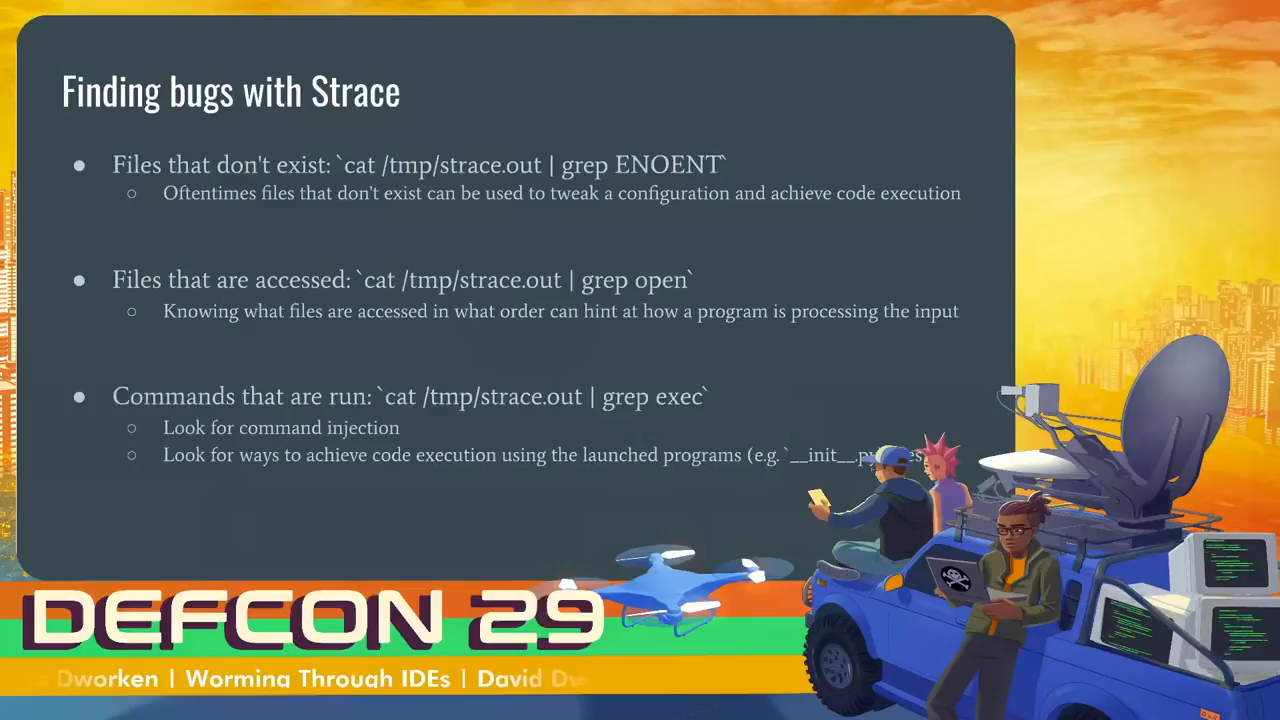 Finding bugs with Strace
● Files that don't exist: `cat /tmp/strace.out | grep ENOENT`
○ Oftentimes files that don't exist can be used to tweak a configuration and achieve code execution
● Files that are accessed: `cat /tmp/strace.out | grep open`
○ Knowing what files are accessed in what order can hint at how a program is processing the input
● Commands that are run: `cat /tmp/strace.out | grep exec`
○ Look for command injection
○ Look for ways to achieve code execution using the launched programs (e.g. `__init__.py
DEFCON 29
Dworken | Worming Through IDEs | David